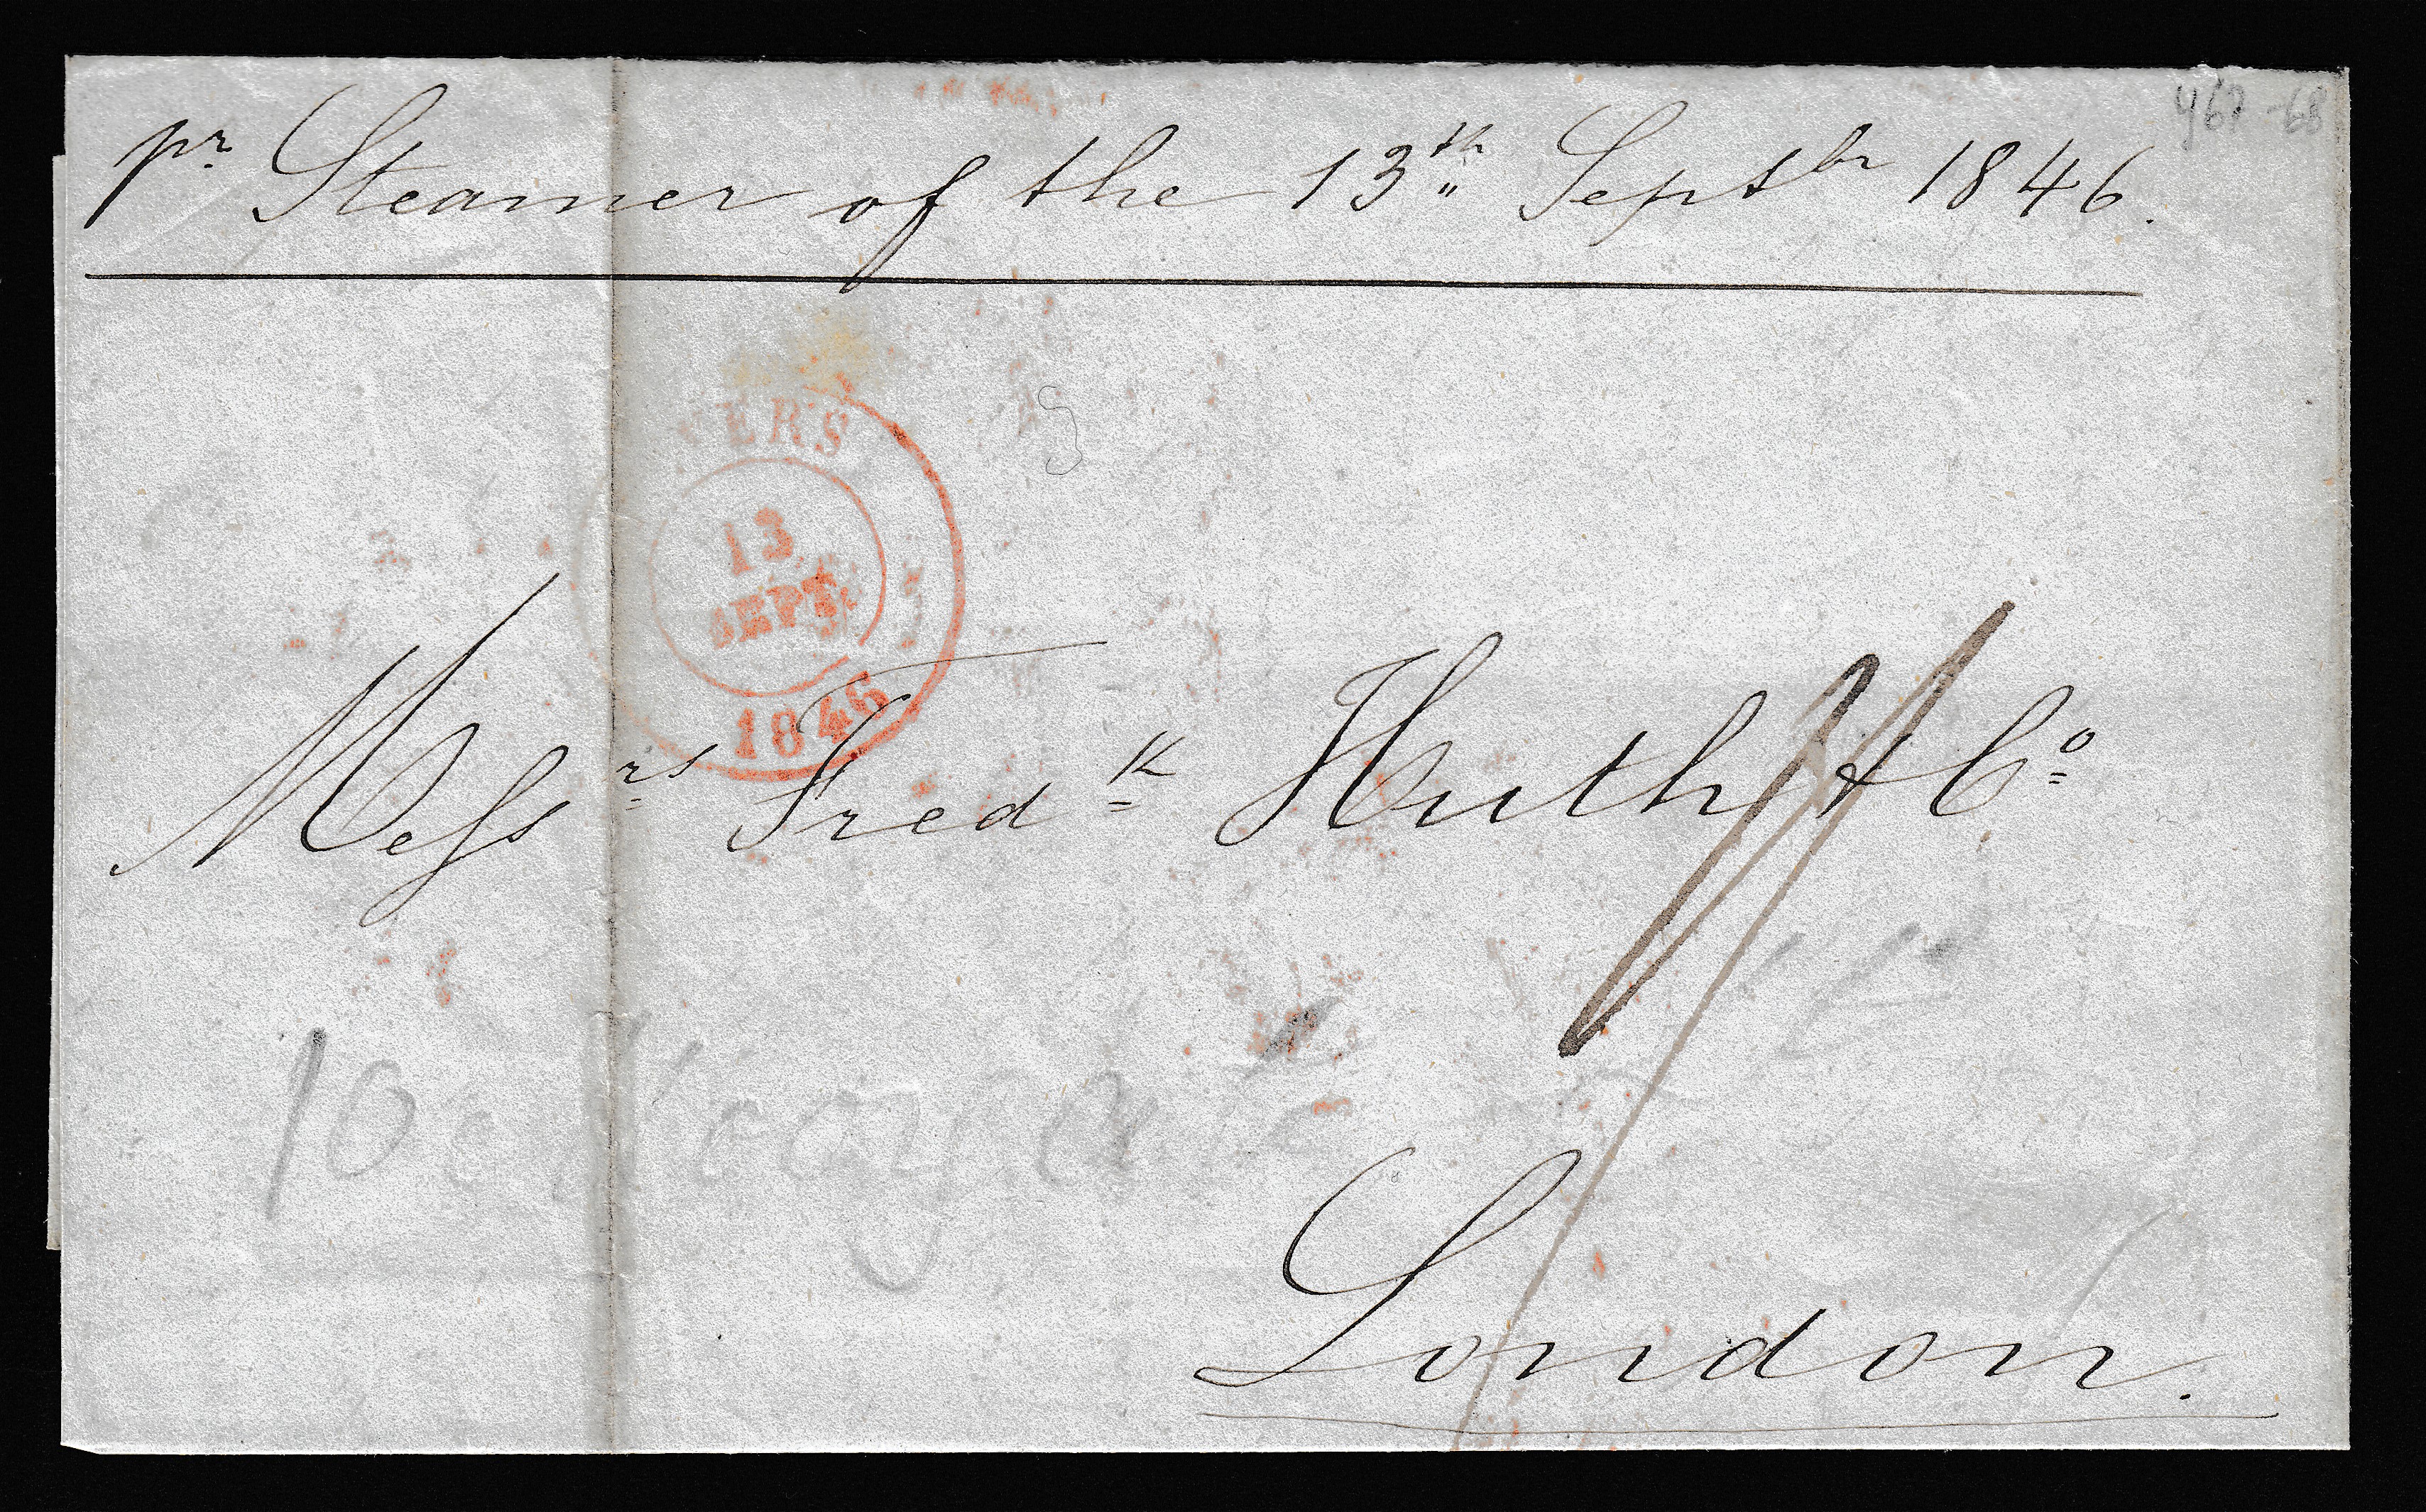 pr Steamer of the 13th Septbr 1846.
ERS
13
SEPT.
1846
Messrs Fredk Huth & Co
London.